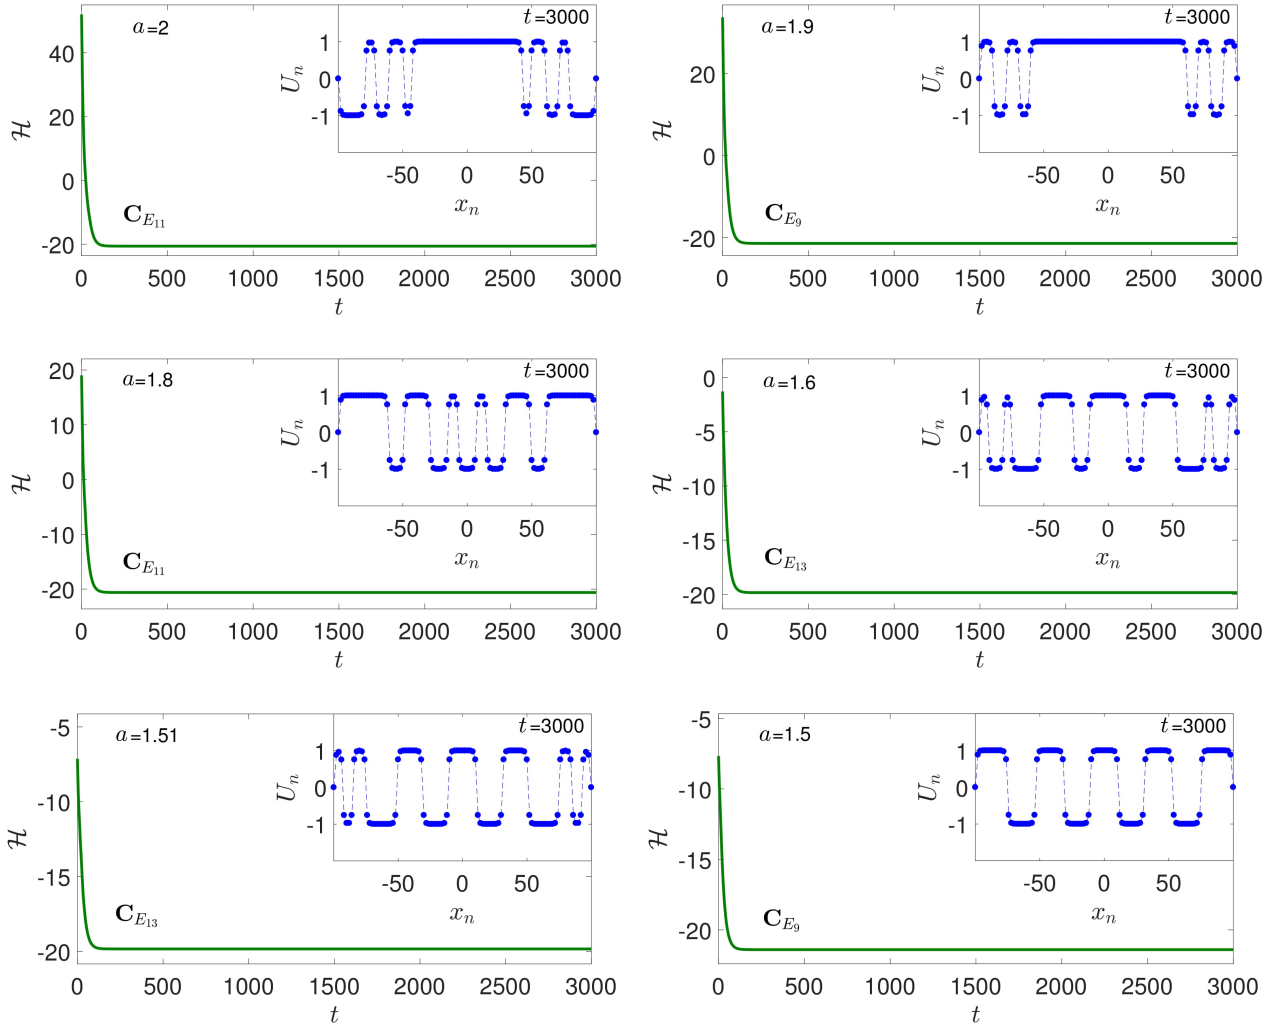 a=2
t=3000
40
20
0
-20
ℋ
1
0
-1
U_n
-50 0 50
x_n
C_{E_{11}}
0 500 1000 1500 2000 2500 3000
t
a=1.9
t=3000
20
0
-20
ℋ
1
0
-1
U_n
-50 0 50
x_n
C_{E_9}
0 500 1000 1500 2000 2500 3000
t
a=1.8
t=3000
20
10
0
-10
-20
ℋ
1
0
-1
U_n
-50 0 50
x_n
C_{E_{11}}
0 500 1000 1500 2000 2500 3000
t
a=1.6
t=3000
0
-5
-10
-15
-20
ℋ
1
0
-1
U_n
-50 0 50
x_n
C_{E_{13}}
0 500 1000 1500 2000 2500 3000
t
a=1.51
t=3000
-5
-10
-15
-20
ℋ
1
0
-1
U_n
-50 0 50
x_n
C_{E_{13}}
0 500 1000 1500 2000 2500 3000
t
a=1.5
t=3000
-5
-10
-15
-20
ℋ
1
0
-1
U_n
-50 0 50
x_n
C_{E_9}
0 500 1000 1500 2000 2500 3000
t